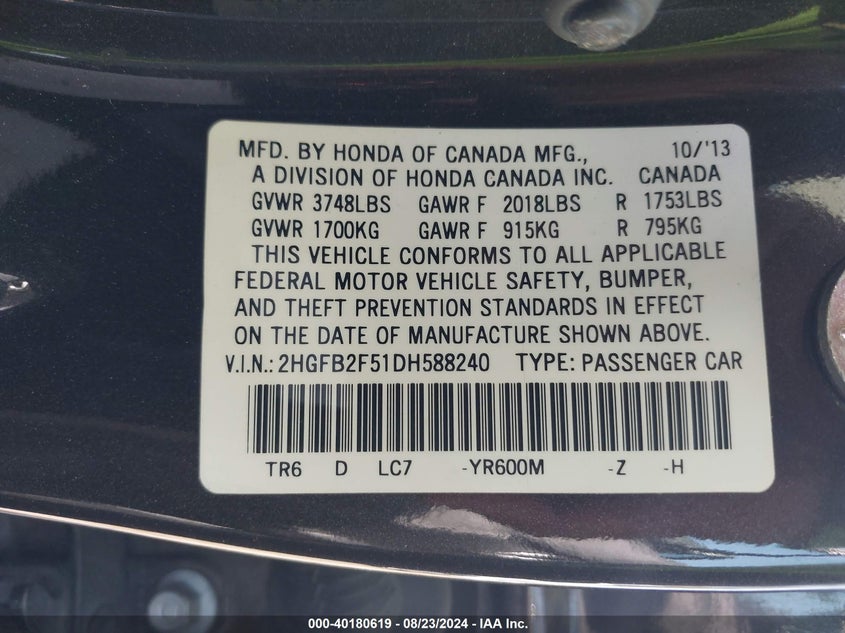 MFD. BY HONDA OF CANADA MFG., 10/'13
A DIVISION OF HONDA CANADA INC. CANADA
GVWR 3748LBS GAWR F 2018LBS R 1753LBS
GVWR 1700KG GAWR F 915KG R 795KG
THIS VEHICLE CONFORMS TO ALL APPLICABLE
FEDERAL MOTOR VEHICLE SAFETY, BUMPER,
AND THEFT PREVENTION STANDARDS IN EFFECT
ON THE DATE OF MANUFACTURE SHOWN ABOVE.
V.I.N.: 2HGFB2F51DH588240 TYPE: PASSENGER CAR
TR6 D LC7 -YR600M -Z -H
000-40180619 - 08/23/2024 - IAA Inc.